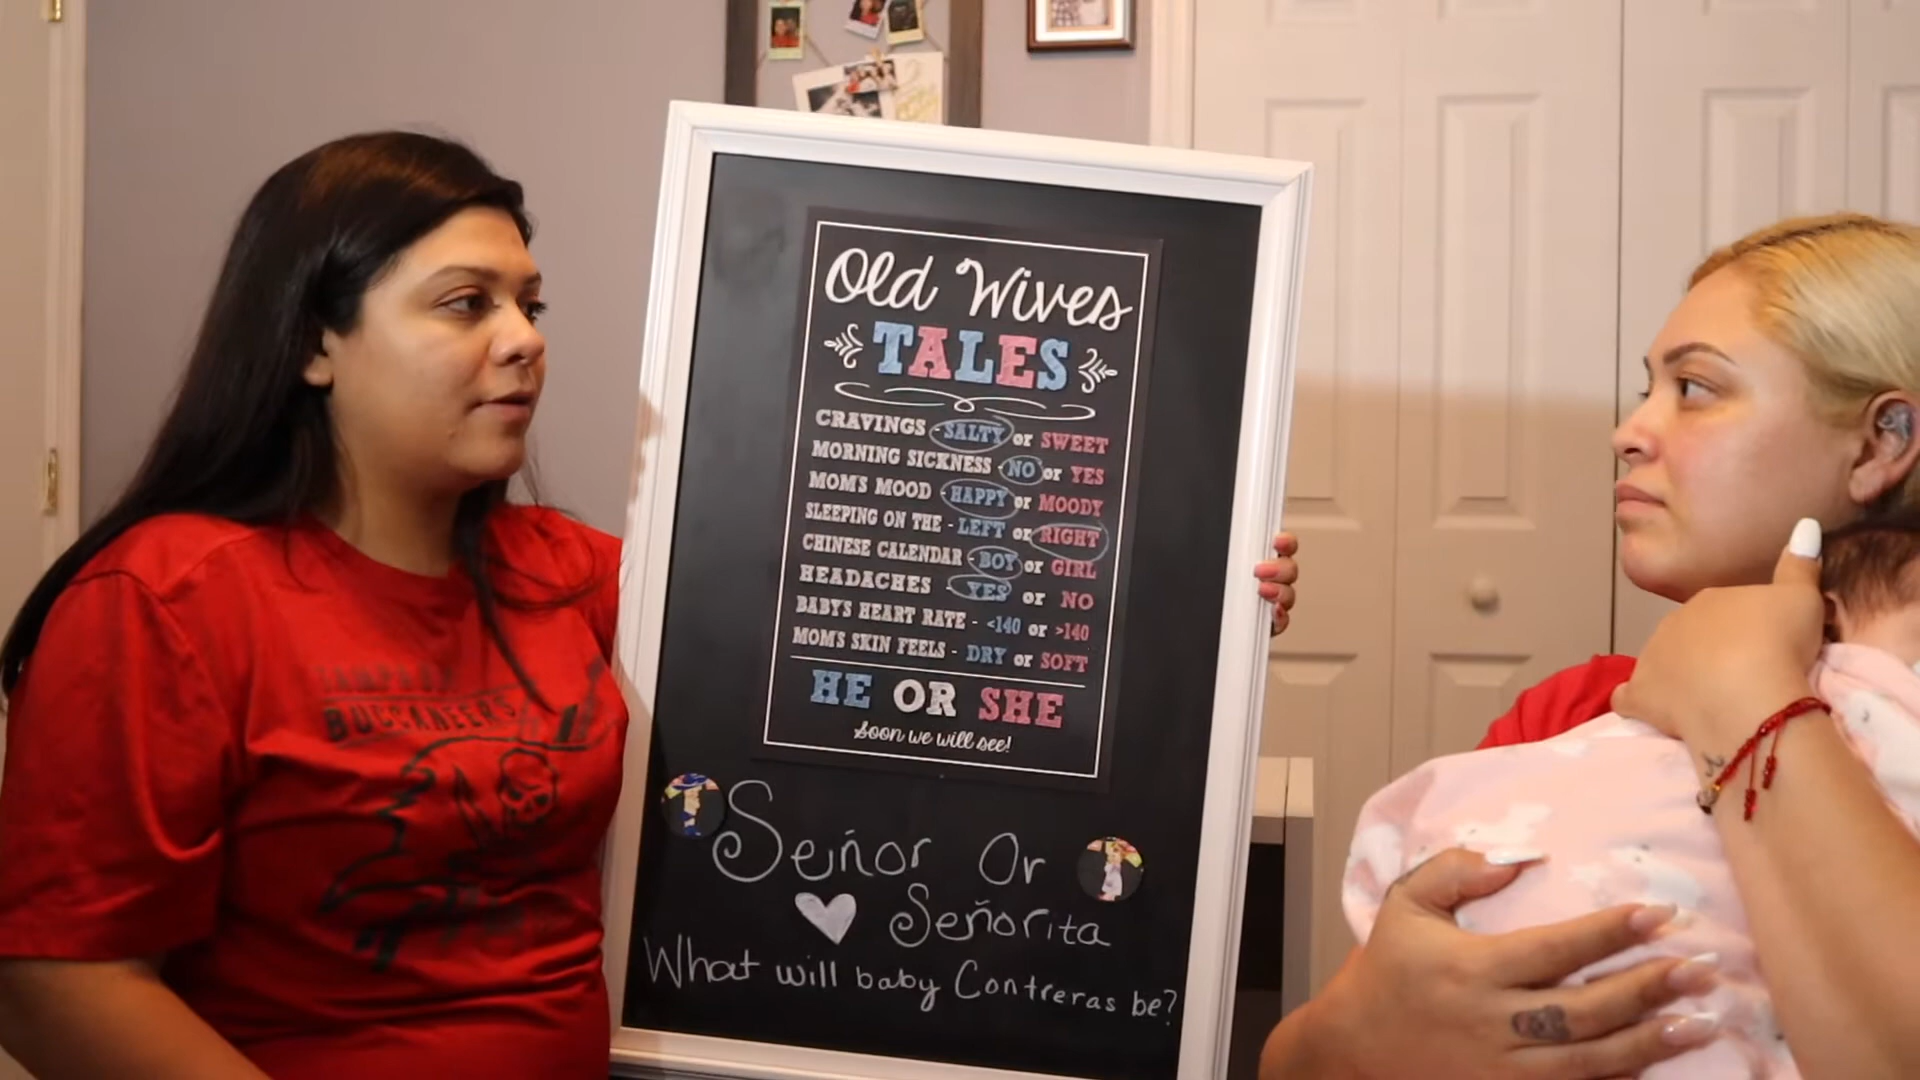 Old Wives
TALES
CRAVINGS - SALTY or SWEET
MORNING SICKNESS - NO or YES
MOM'S MOOD - HAPPY or MOODY
SLEEPING ON THE - LEFT or RIGHT
CHINESE CALENDAR - BOY or GIRL
HEADACHES - YES or NO
BABY'S HEART RATE - <140 or >140
MOM'S SKIN FEELS - DRY or SOFT
HE OR SHE
Soon we will see!
Señor Or
Señorita
What will baby Contreras be?
TAMPA BAY
BUCCANEERS